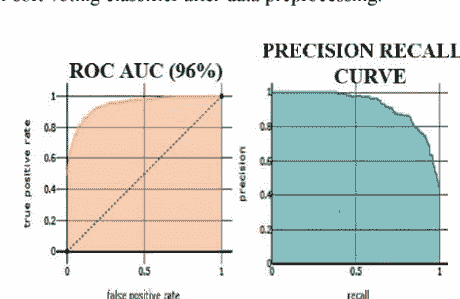 soft voting classifier after data preprocessing.
ROC AUC (96%)
PRECISION RECALL
CURVE
true positive rate
1
0.8
0.6
0.4
0.2
0
0
0.5
1
false positive rate
precision
1
0.8
0.6
0.4
0.2
0
0.5
1
recall